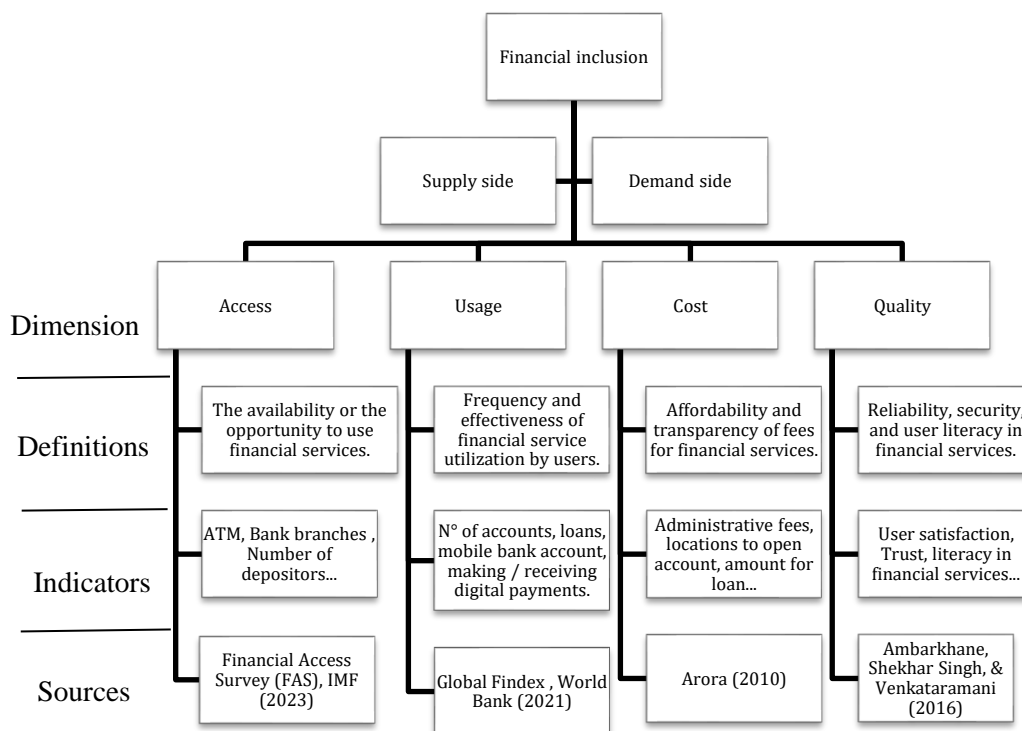 Financial inclusion
Supply side
Demand side
Access
Usage
Cost
Quality
Dimension
The availability or the
opportunity to use
financial services.
Frequency and
effectiveness of
financial service
utilization by users.
Affordability and
transparency of fees
for financial services.
Reliability, security,
and user literacy in
financial services.
Definitions
ATM, Bank branches ,
Number of
depositors...
N° of accounts, loans,
mobile bank account,
making / receiving
digital payments.
Administrative fees,
locations to open
account, amount for
loan...
User satisfaction,
Trust, literacy in
financial services...
Indicators
Financial Access
Survey (FAS), IMF
(2023)
Global Findex , World
Bank (2021)
Arora (2010)
Ambarkhane,
Shekhar Singh, &
Venkataramani
(2016)
Sources